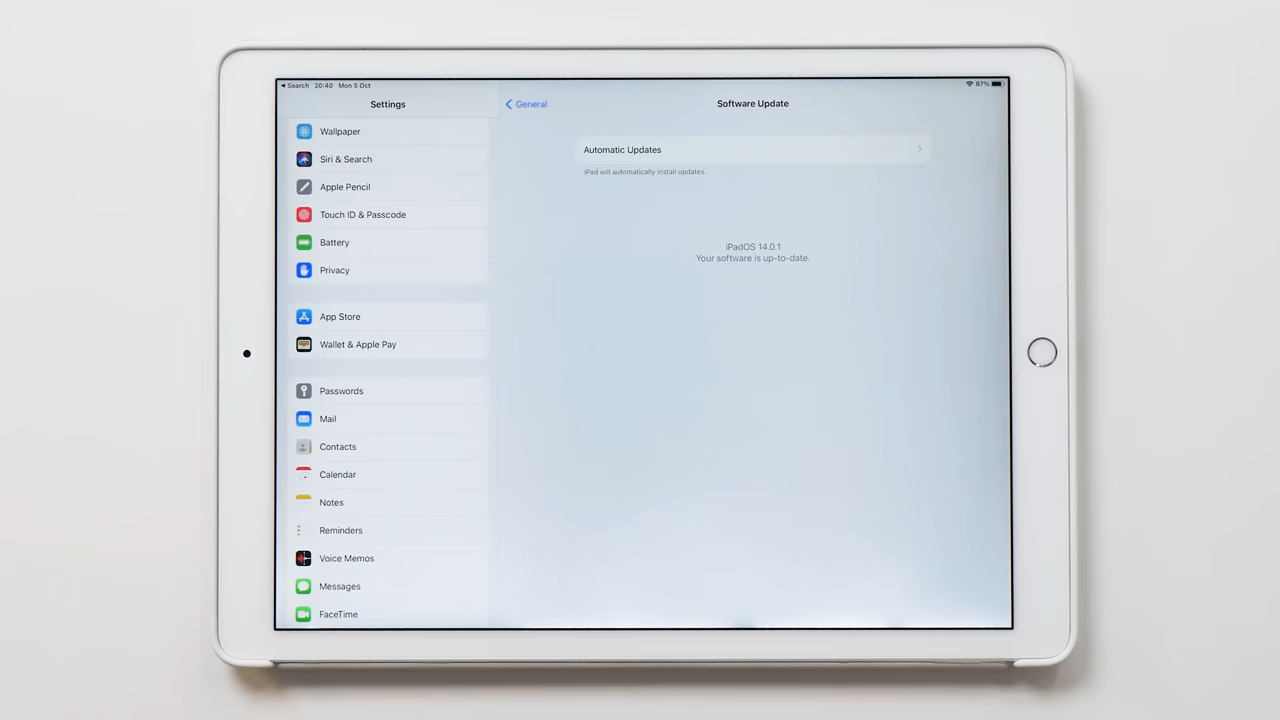 ◂ Search 20:40 Mon 5 Oct
87%
Settings
Wallpaper
Siri & Search
Apple Pencil
Touch ID & Passcode
Battery
Privacy
App Store
Wallet & Apple Pay
Passwords
Mail
Contacts
Calendar
Notes
Reminders
Voice Memos
Messages
FaceTime
General
Software Update
Automatic Updates
iPad will automatically install updates.
iPadOS 14.0.1
Your software is up-to-date.